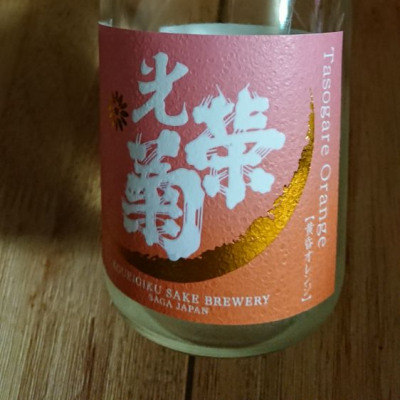 光栄菊
Tasogare Orange
【黄昏オレンジ】
KOUEIGIKU SAKE BREWERY
SAGA JAPAN